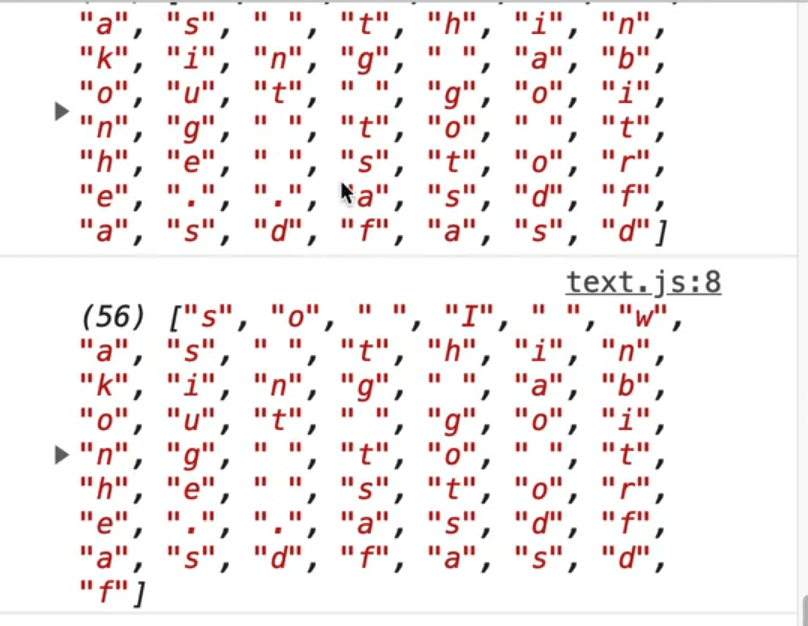 "a", "s", " ", "t", "h", "i", "n",
"k", "i", "n", "g", " ", "a", "b",
"o", "u", "t", " ", "g", "o", "i",
"n", "g", " ", "t", "o", " ", "t",
"h", "e", " ", "s", "t", "o", "r",
"e", ".", ".", "a", "s", "d", "f",
"a", "s", "d", "f", "a", "s", "d"]
text.js:8
(56) ["s", "o", " ", "I", " ", "w",
"a", "s", " ", "t", "h", "i", "n",
"k", "i", "n", "g", " ", "a", "b",
"o", "u", "t", " ", "g", "o", "i",
"n", "g", " ", "t", "o", " ", "t",
"h", "e", " ", "s", "t", "o", "r",
"e", ".", ".", "a", "s", "d", "f",
"a", "s", "d", "f", "a", "s", "d",
"f"]